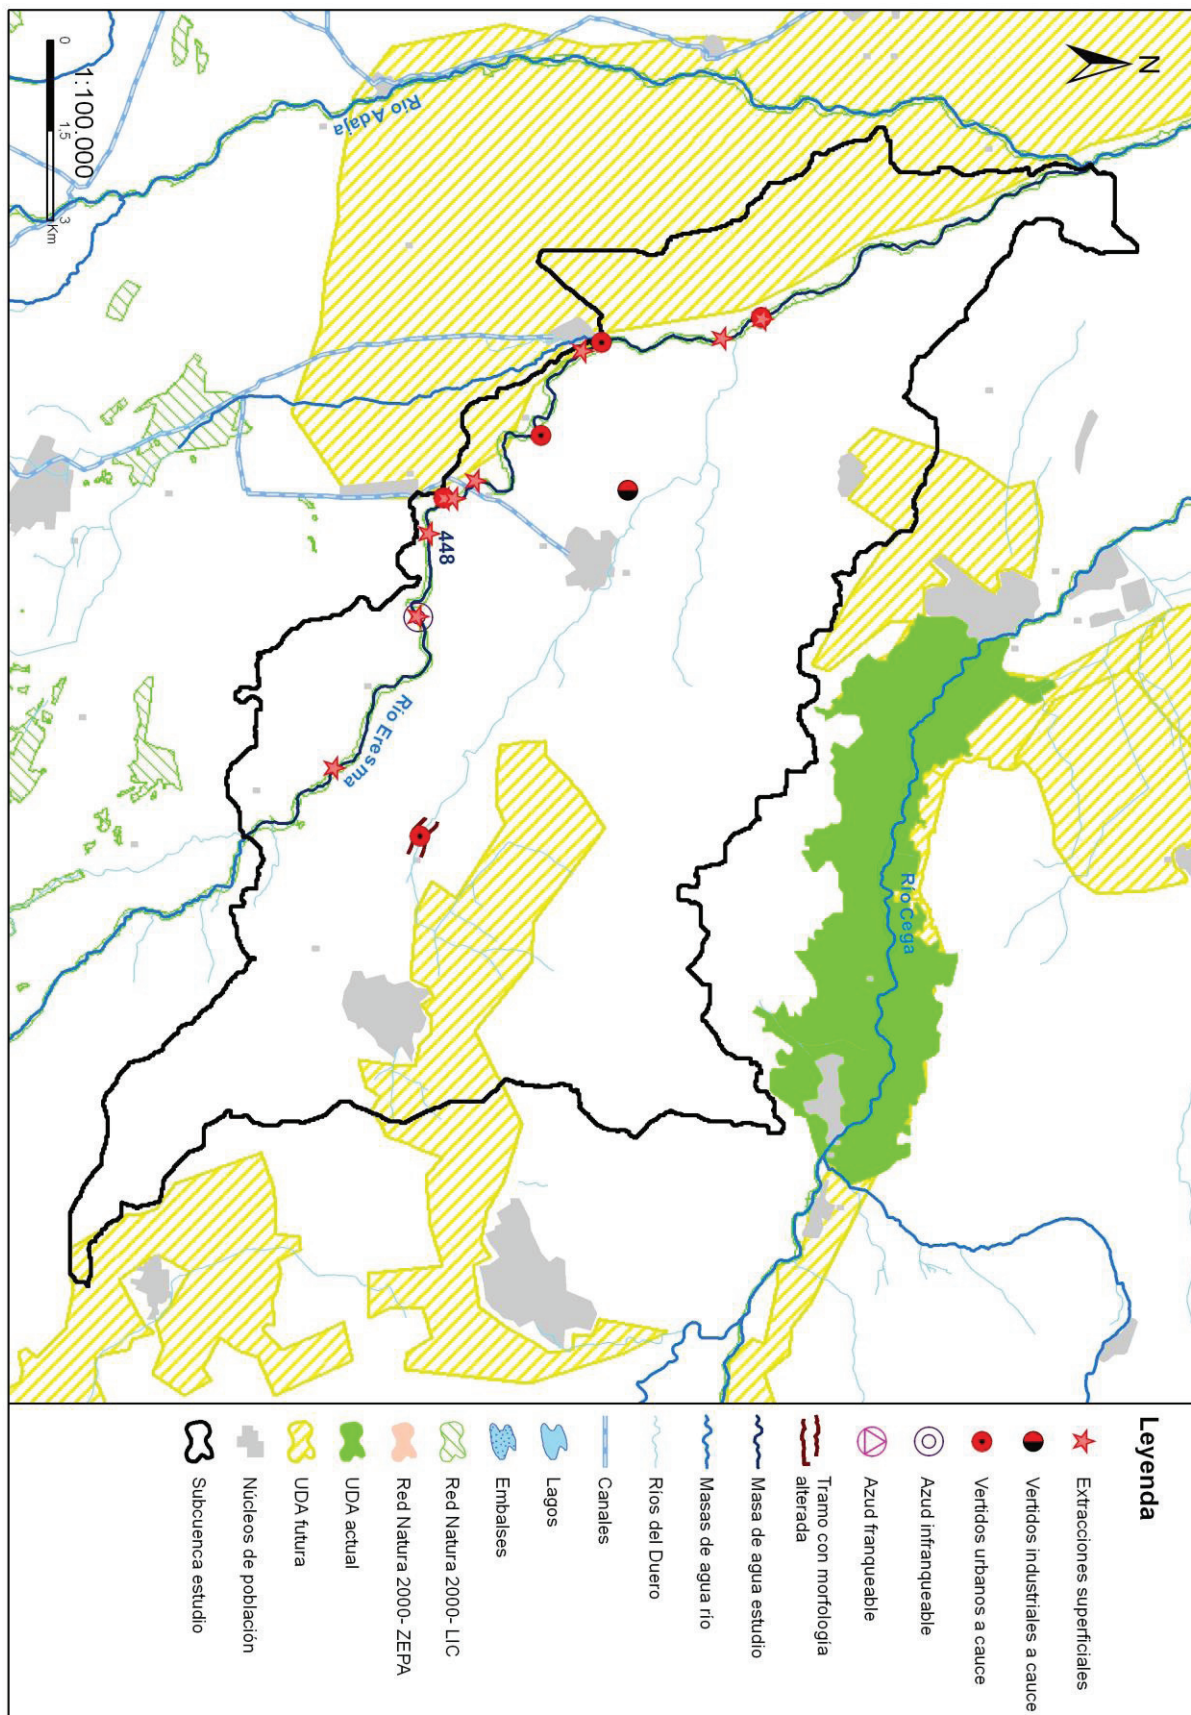 N
Río Adaja
1:100.000
0
1,5
3
Km
448
Río Eresma
Río Cega
Leyenda
Extracciones superficiales
Vertidos industriales a cauce
Vertidos urbanos a cauce
Azud infranqueable
Azud franqueable
Tramo con morfología
alterada
Masa de agua estudio
Masas de agua río
Ríos del Duero
Canales
Lagos
Embalses
Red Natura 2000- LIC
Red Natura 2000- ZEPA
UDA actual
UDA futura
Núcleos de población
Subcuenca estudio